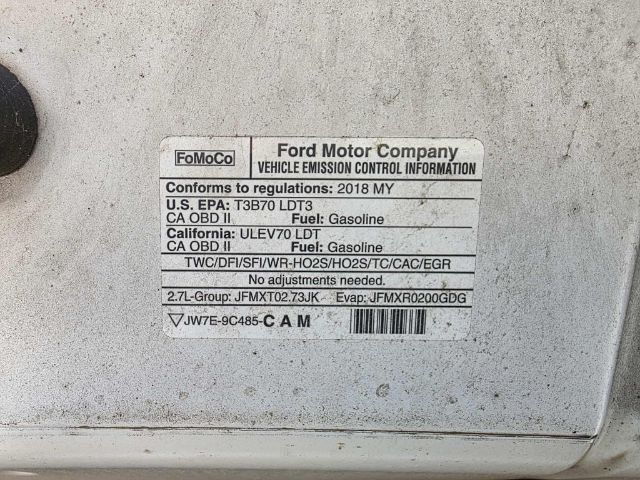 FoMoCo
Ford Motor Company
VEHICLE EMISSION CONTROL INFORMATION
Conforms to regulations: 2018 MY
U.S. EPA: T3B70 LDT3
CA OBD II Fuel: Gasoline
California: ULEV70 LDT
CA OBD II Fuel: Gasoline
TWC/DFI/SFI/WR-HO2S/HO2S/TC/CAC/EGR
No adjustments needed.
2.7L-Group: JFMXT02.73JK Evap: JFMXR0200GDG
JW7E-9C485-CAM